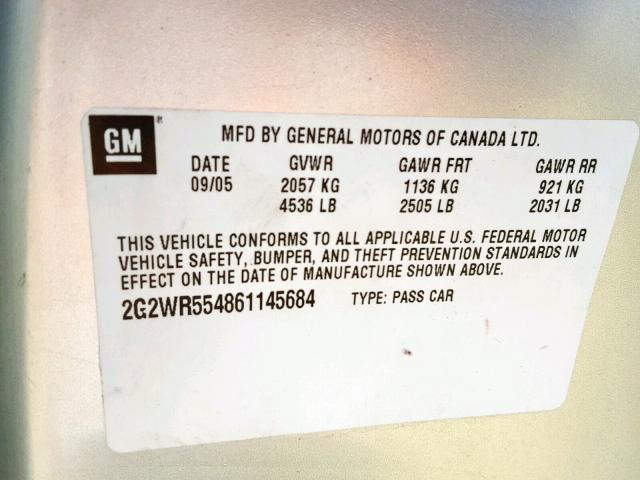 GM® MFD BY GENERAL MOTORS OF CANADA LTD.
DATE GVWR GAWR FRT GAWR RR
09/05 2057 KG 1136 KG 921 KG
4536 LB 2505 LB 2031 LB
THIS VEHICLE CONFORMS TO ALL APPLICABLE U.S. FEDERAL MOTOR
VEHICLE SAFETY, BUMPER, AND THEFT PREVENTION STANDARDS IN
EFFECT ON THE DATE OF MANUFACTURE SHOWN ABOVE.
2G2WR554861145684 TYPE: PASS CAR